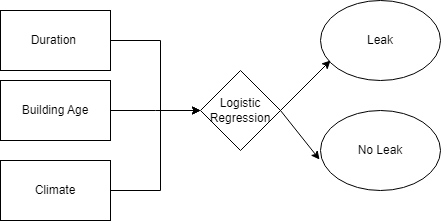 Duration
Leak
Building Age
Logistic
Regression
No Leak
Climate